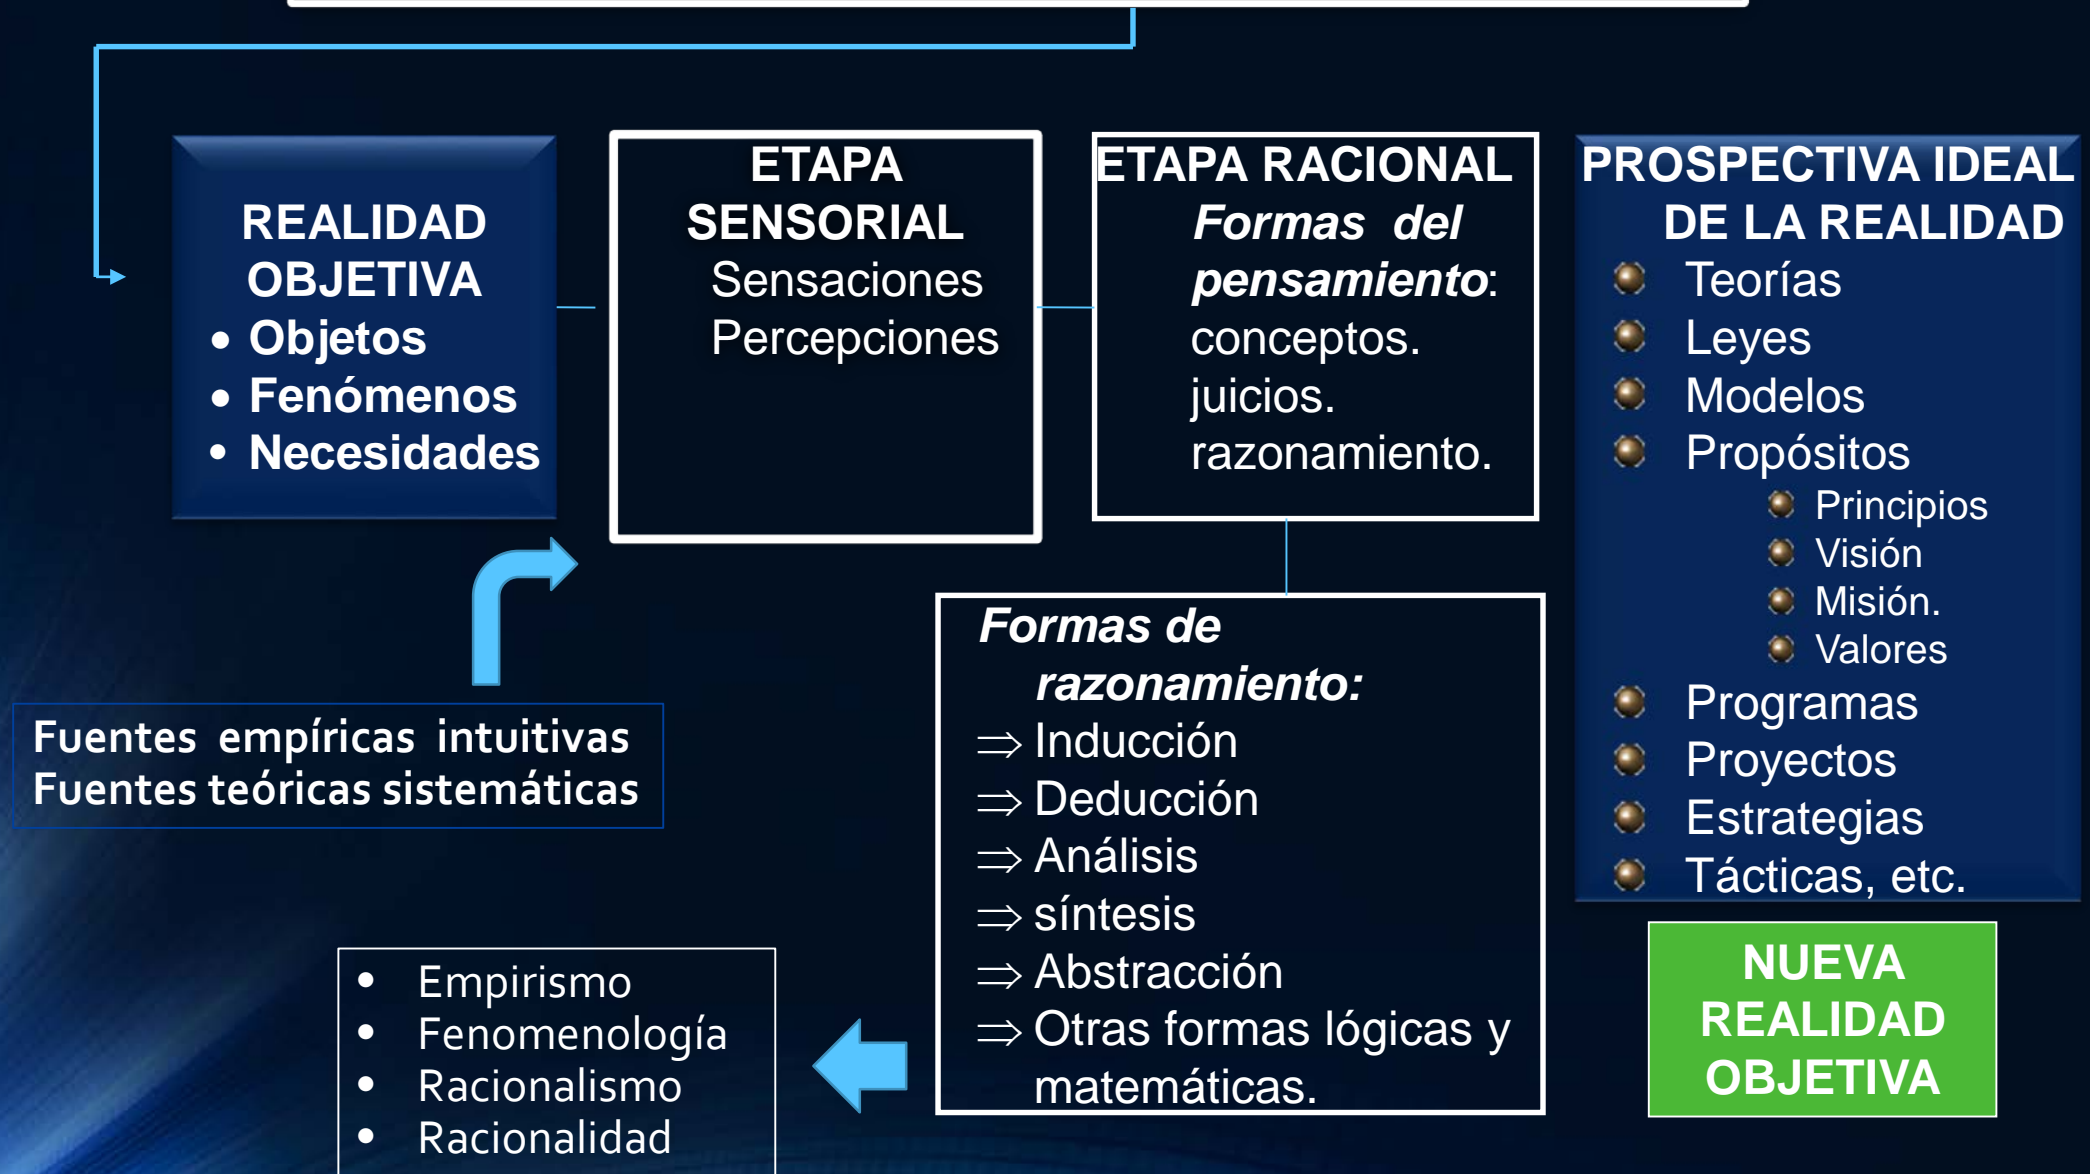 REALIDAD
OBJETIVA
• Objetos
• Fenómenos
• Necesidades
ETAPA
SENSORIAL
Sensaciones
Percepciones
ETAPA RACIONAL
Formas del
pensamiento:
conceptos.
juicios.
razonamiento.
PROSPECTIVA IDEAL
DE LA REALIDAD
Teorías
Leyes
Modelos
Propósitos
Principios
Visión
Misión.
Valores
Programas
Proyectos
Estrategias
Tácticas, etc.
Fuentes empíricas intuitivas
Fuentes teóricas sistemáticas
Formas de
razonamiento:
⇒ Inducción
⇒ Deducción
⇒ Análisis
⇒ síntesis
⇒ Abstracción
⇒ Otras formas lógicas y
matemáticas.
• Empirismo
• Fenomenología
• Racionalismo
• Racionalidad
NUEVA
REALIDAD
OBJETIVA